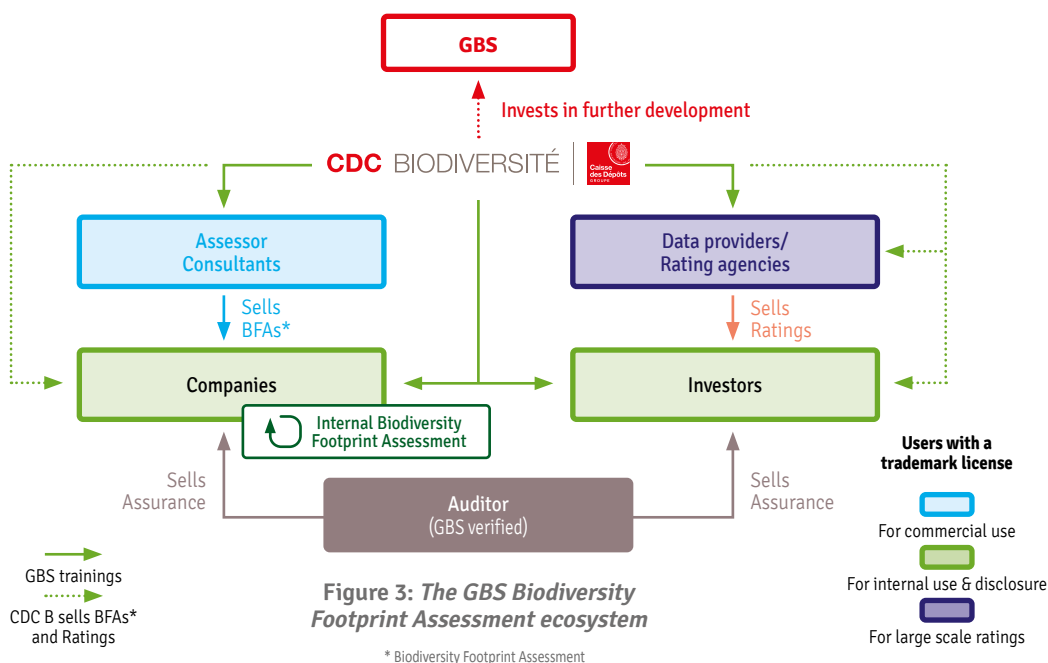 GBS
Invests in further development
CDC BIODIVERSITÉ
Caisse
des Dépôts
GROUPE
Assessor
Consultants
Data providers/
Rating agencies
Sells
BFAs*
Sells
Ratings
Companies
Investors
Internal Biodiversity
Footprint Assessment
Sells
Assurance
Auditor
(GBS verified)
Sells
Assurance
Users with a
trademark license
For commercial use
For internal use & disclosure
For large scale ratings
GBS trainings
CDC B sells BFAs*
and Ratings
Figure 3: The GBS Biodiversity
Footprint Assessment ecosystem
* Biodiversity Footprint Assessment